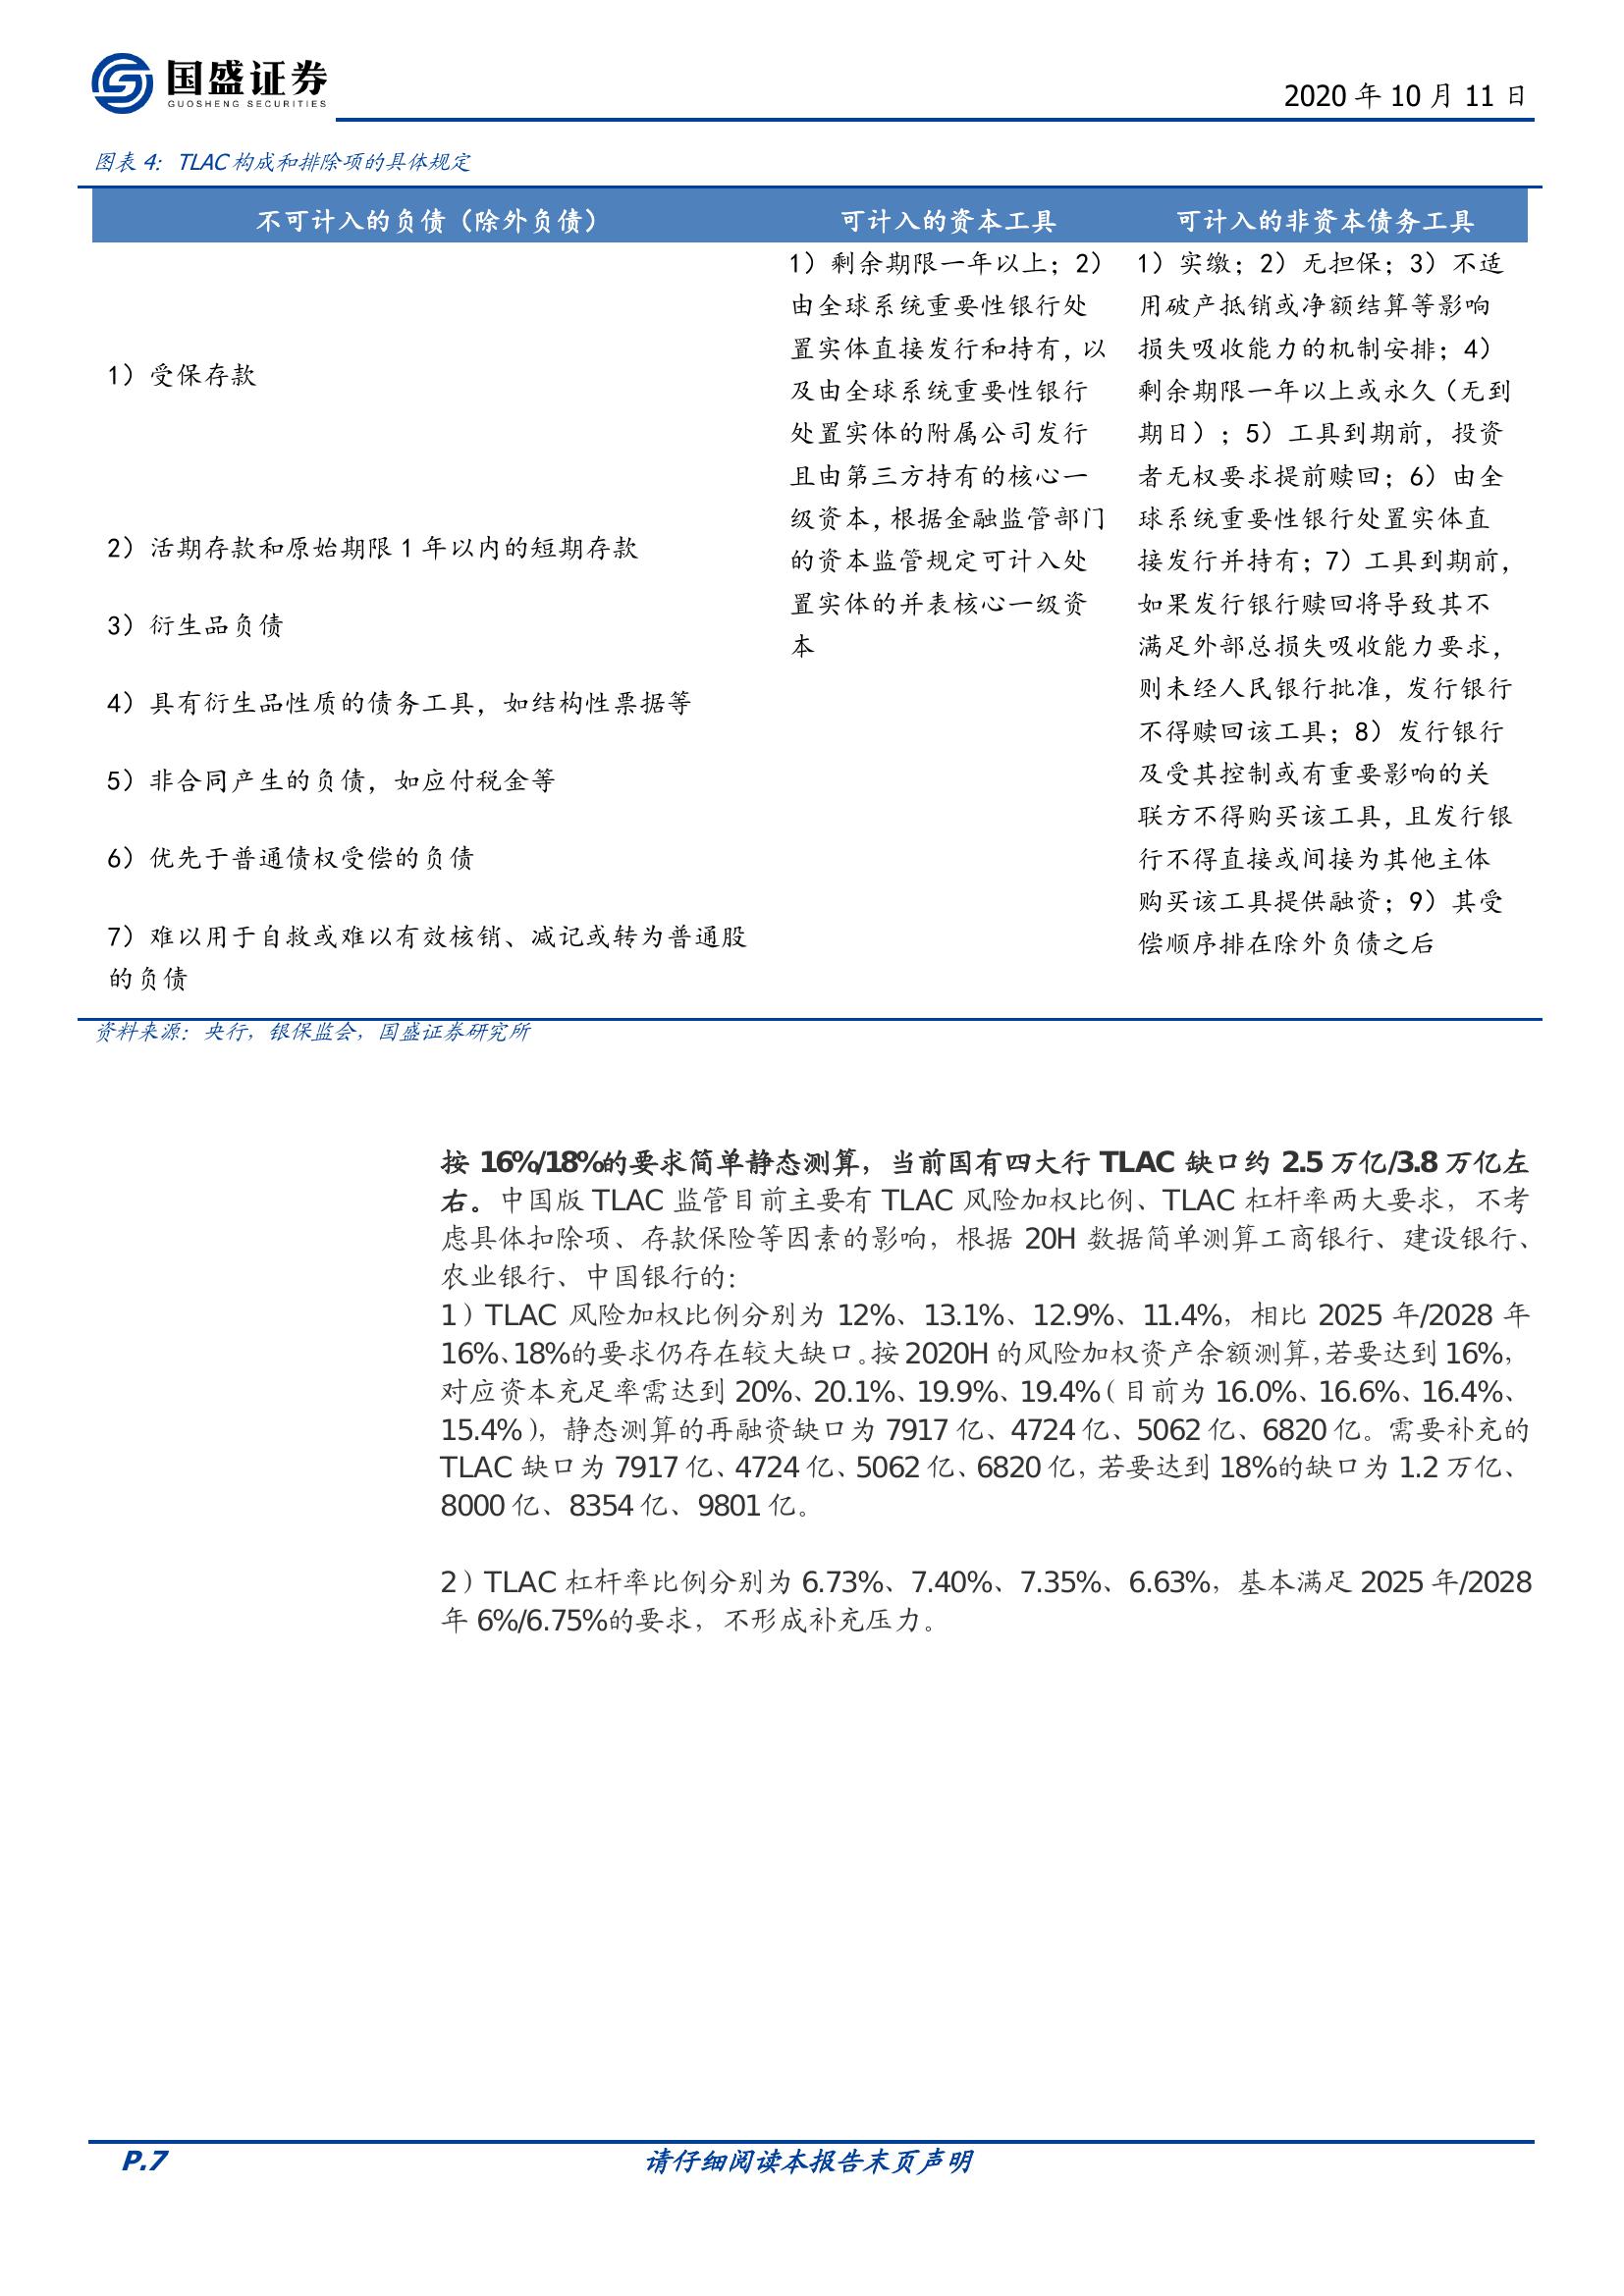 国盛证券
GUOSHENG SECURITIES
2020 年 10 月 11 日
图表 4：TLAC 构成和排除项的具体规定
不可计入的负债（除外负债）
可计入的资本工具
可计入的非资本债务工具
1）受保存款
2）活期存款和原始期限 1 年以内的短期存款
3）衍生品负债
4）具有衍生品性质的债务工具，如结构性票据等
5）非合同产生的负债，如应付税金等
6）优先于普通债权受偿的负债
7）难以用于自救或难以有效核销、减记或转为普通股
的负债
1）剩余期限一年以上；2）
由全球系统重要性银行处
置实体直接发行和持有，以
及由全球系统重要性银行
处置实体的附属公司发行
且由第三方持有的核心一
级资本，根据金融监管部门
的资本监管规定可计入处
置实体的并表核心一级资
本
1）实缴；2）无担保；3）不适
用破产抵销或净额结算等影响
损失吸收能力的机制安排；4）
剩余期限一年以上或永久（无到
期日）；5）工具到期前，投资
者无权要求提前赎回；6）由全
球系统重要性银行处置实体直
接发行并持有；7）工具到期前，
如果发行银行赎回将导致其不
满足外部总损失吸收能力要求，
则未经人民银行批准，发行银行
不得赎回该工具；8）发行银行
及受其控制或有重要影响的关
联方不得购买该工具，且发行银
行不得直接或间接为其他主体
购买该工具提供融资；9）其受
偿顺序排在除外负债之后
资料来源：央行，银保监会，国盛证券研究所
按 16%/18%的要求简单静态测算，当前国有四大行 TLAC 缺口约 2.5 万亿/3.8 万亿左
右。中国版 TLAC 监管目前主要有 TLAC 风险加权比例、TLAC 杠杆率两大要求，不考
虑具体扣除项、存款保险等因素的影响，根据 20H 数据简单测算工商银行、建设银行、
农业银行、中国银行的：
1）TLAC 风险加权比例分别为 12%、13.1%、12.9%、11.4%，相比 2025 年/2028 年
16%、18%的要求仍存在较大缺口。按 2020H 的风险加权资产余额测算，若要达到 16%，
对应资本充足率需达到 20%、20.1%、19.9%、19.4%（目前为 16.0%、16.6%、16.4%、
15.4%），静态测算的再融资缺口为 7917 亿、4724 亿、5062 亿、6820 亿。需要补充的
TLAC 缺口为 7917 亿、4724 亿、5062 亿、6820 亿，若要达到 18%的缺口为 1.2 万亿、
8000 亿、8354 亿、9801 亿。
2）TLAC 杠杆率比例分别为 6.73%、7.40%、7.35%、6.63%，基本满足 2025 年/2028
年 6%/6.75%的要求，不形成补充压力。
P.7
请仔细阅读本报告末页声明